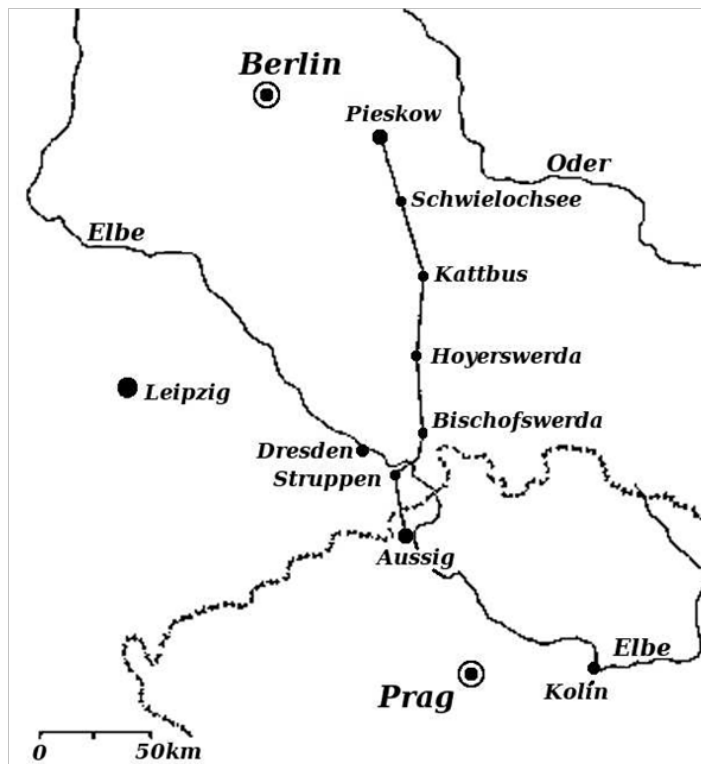 Berlin
Pieskow
Oder
Schwielochsee
Elbe
Kattbus
Hoyerswerda
Leipzig
Bischofswerda
Dresden
Struppen
Aussig
Elbe
Prag
Kolín
0 50km